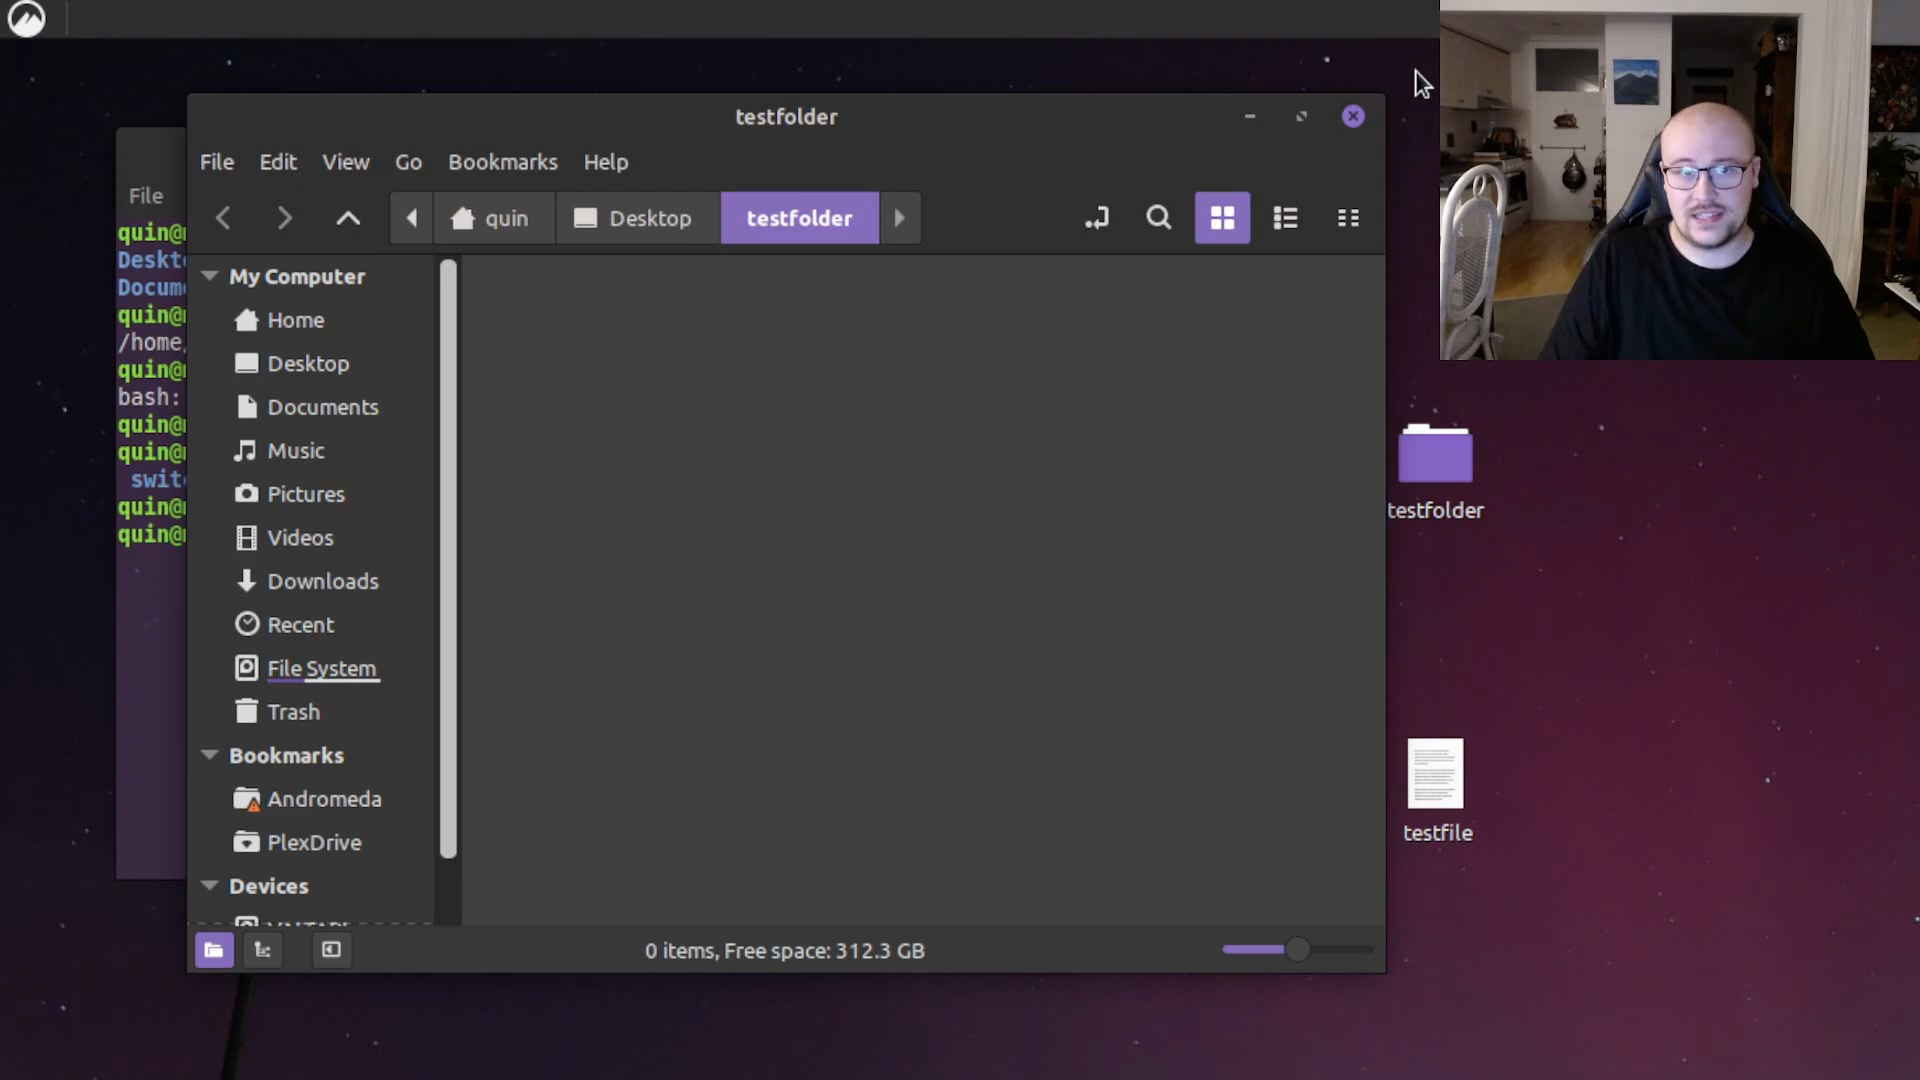 testfolder
File Edit View Go Bookmarks Help
quin Desktop testfolder
My Computer
Home
Desktop
Documents
Music
Pictures
Videos
Downloads
Recent
File System
Trash
Bookmarks
Andromeda
PlexDrive
Devices
0 items, Free space: 312.3 GB
File
quin@
Deskt
Docum
quin@
/home/
quin@
bash:
quin@
quin@
swit
quin@
quin@
testfolder
testfile